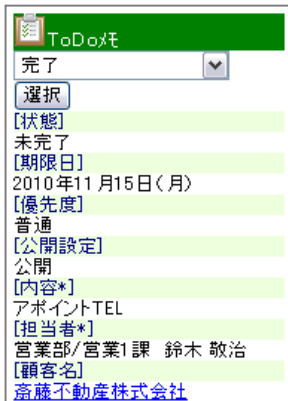 ToDoメモ
完了
選択
[状態]
未完了
[期限日]
2010年11月15日(月)
[優先度]
普通
[公開設定]
公開
[内容*]
アポイントTEL
[担当者*]
営業部/営業1課 鈴木 敬治
[顧客名]
斎藤不動産株式会社